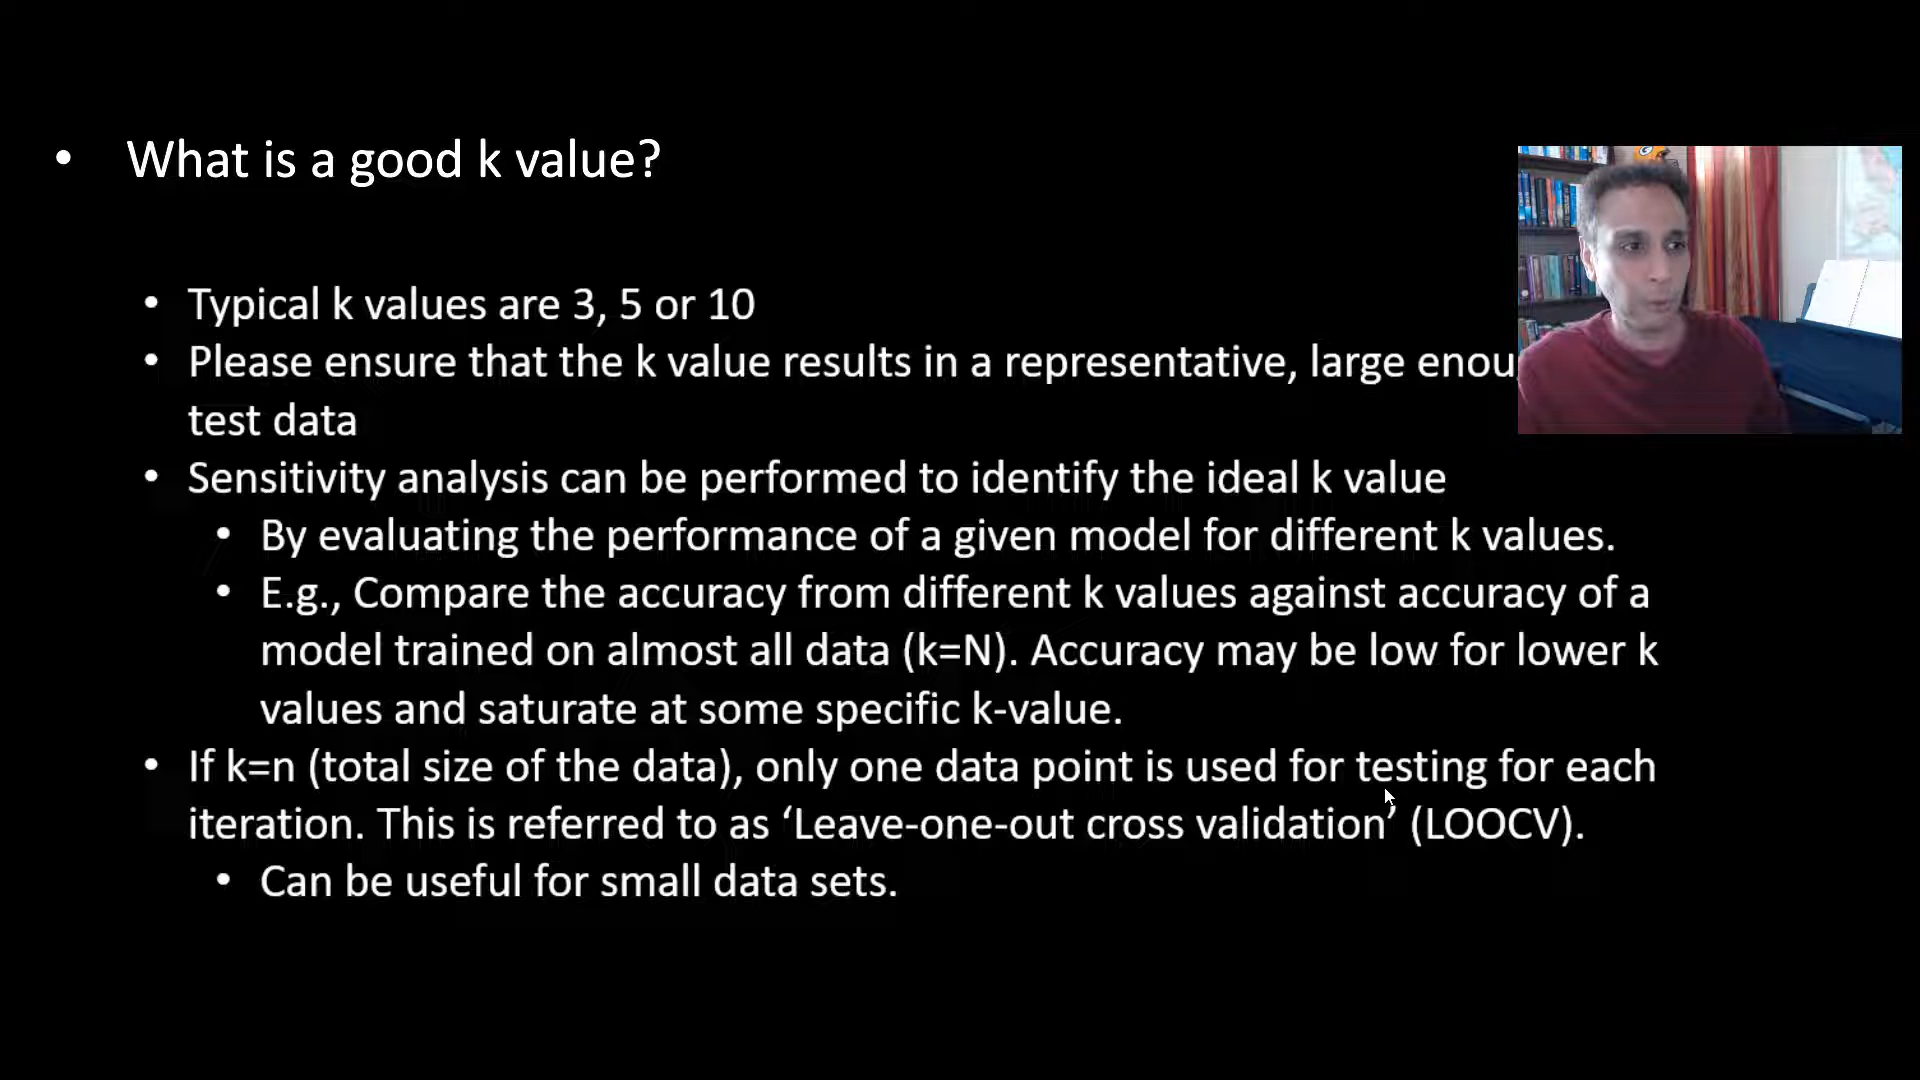 • What is a good k value?
• Typical k values are 3, 5 or 10
• Please ensure that the k value results in a representative, large
test data
• Sensitivity analysis can be performed to identify the ideal k value
• By evaluating the performance of a given model for different k values.
• E.g., Compare the accuracy from different k values against accuracy of a
model trained on almost all data (k=N). Accuracy may be low for lower k
values and saturate at some specific k-value.
• If k=n (total size of the data), only one data point is used for testing for each
iteration. This is referred to as ‘Leave-one-out cross validation’ (LOOCV).
• Can be useful for small data sets.